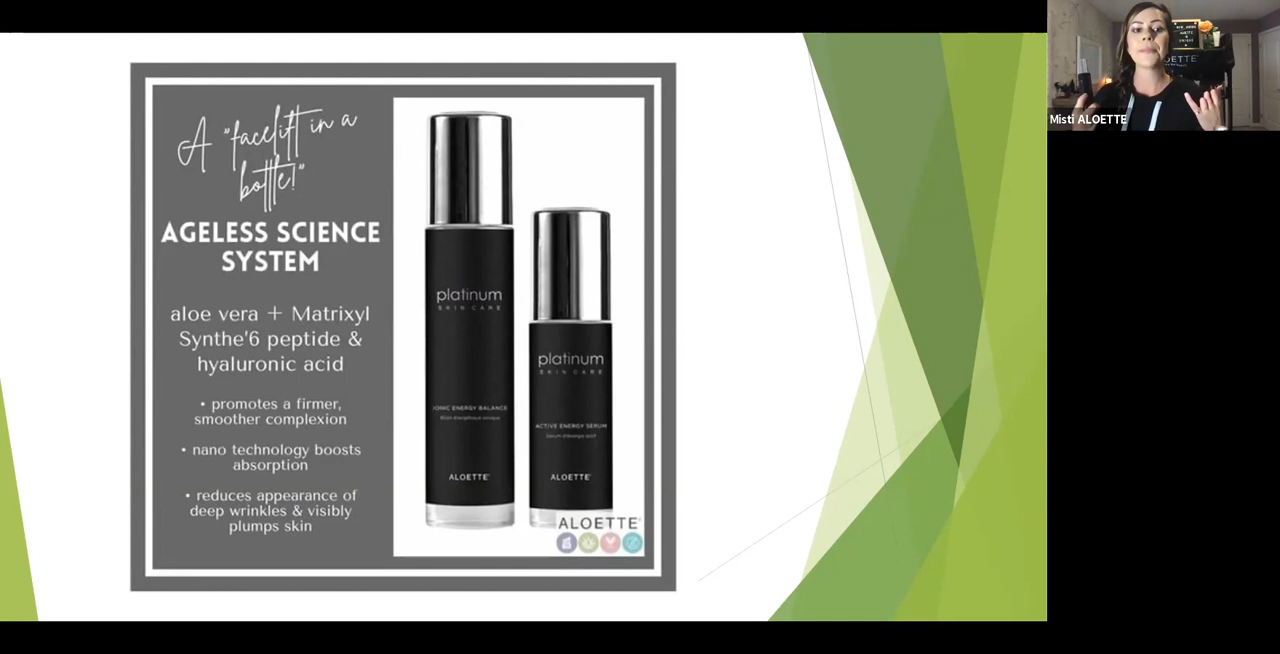 A "facelift in a
bottle!"
AGELESS SCIENCE
SYSTEM
aloe vera + Matrixyl
Synthe'6 peptide &
hyaluronic acid
• promotes a firmer,
smoother complexion
• nano technology boosts
absorption
• reduces appearance of
deep wrinkles & visibly
plumps skin
platinum
SKIN CARE
IONIC ENERGY BALANCE
ALOETTE
platinum
SKIN CARE
ACTIVE ENERGY SERUM
ALOETTE
ALOETTE
Misti ALOETTE